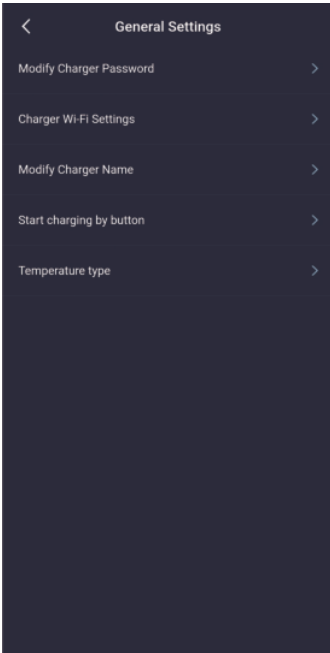 General Settings
Modify Charger Password
Charger Wi-Fi Settings
Modify Charger Name
Start charging by button
Temperature type